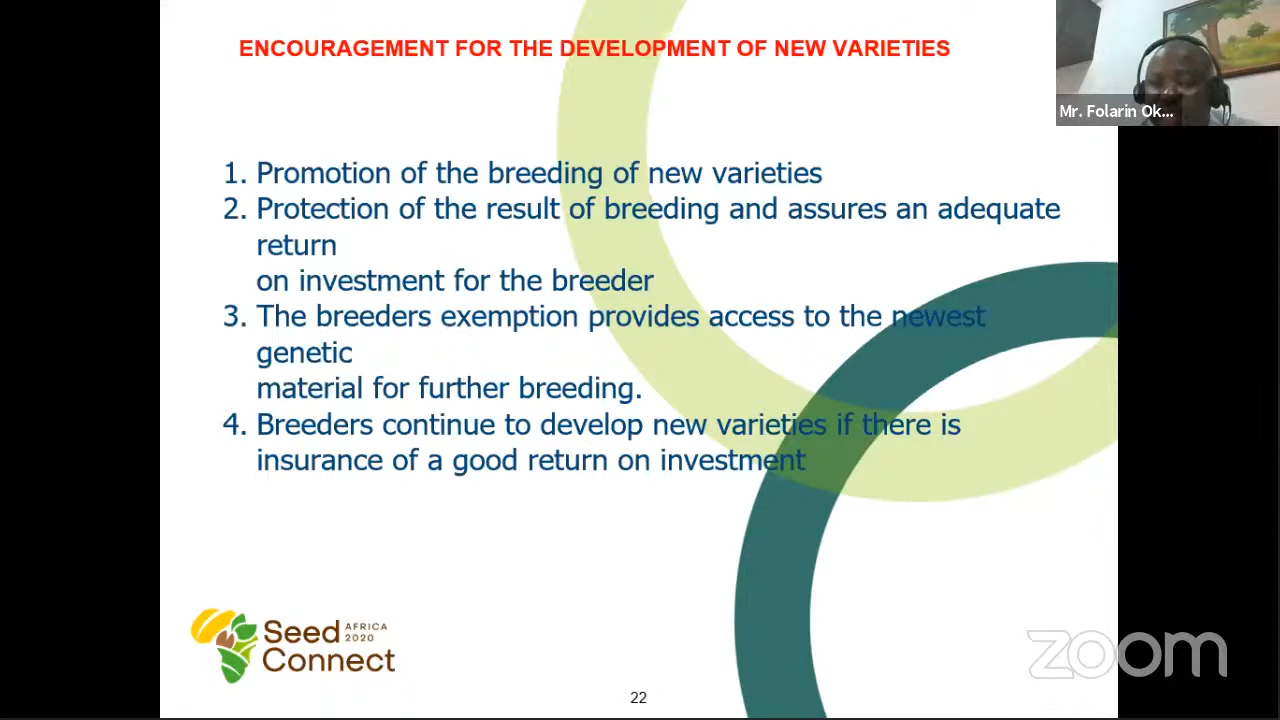 ENCOURAGEMENT FOR THE DEVELOPMENT OF NEW VARIETIES
Mr. Folarin Ok...
1. Promotion of the breeding of new varieties
2. Protection of the result of breeding and assures an adequate
return
on investment for the breeder
3. The breeders exemption provides access to the newest
genetic
material for further breeding.
4. Breeders continue to develop new varieties if there is
insurance of a good return on investment
Seed AFRICA
2020
Connect
zoom
22